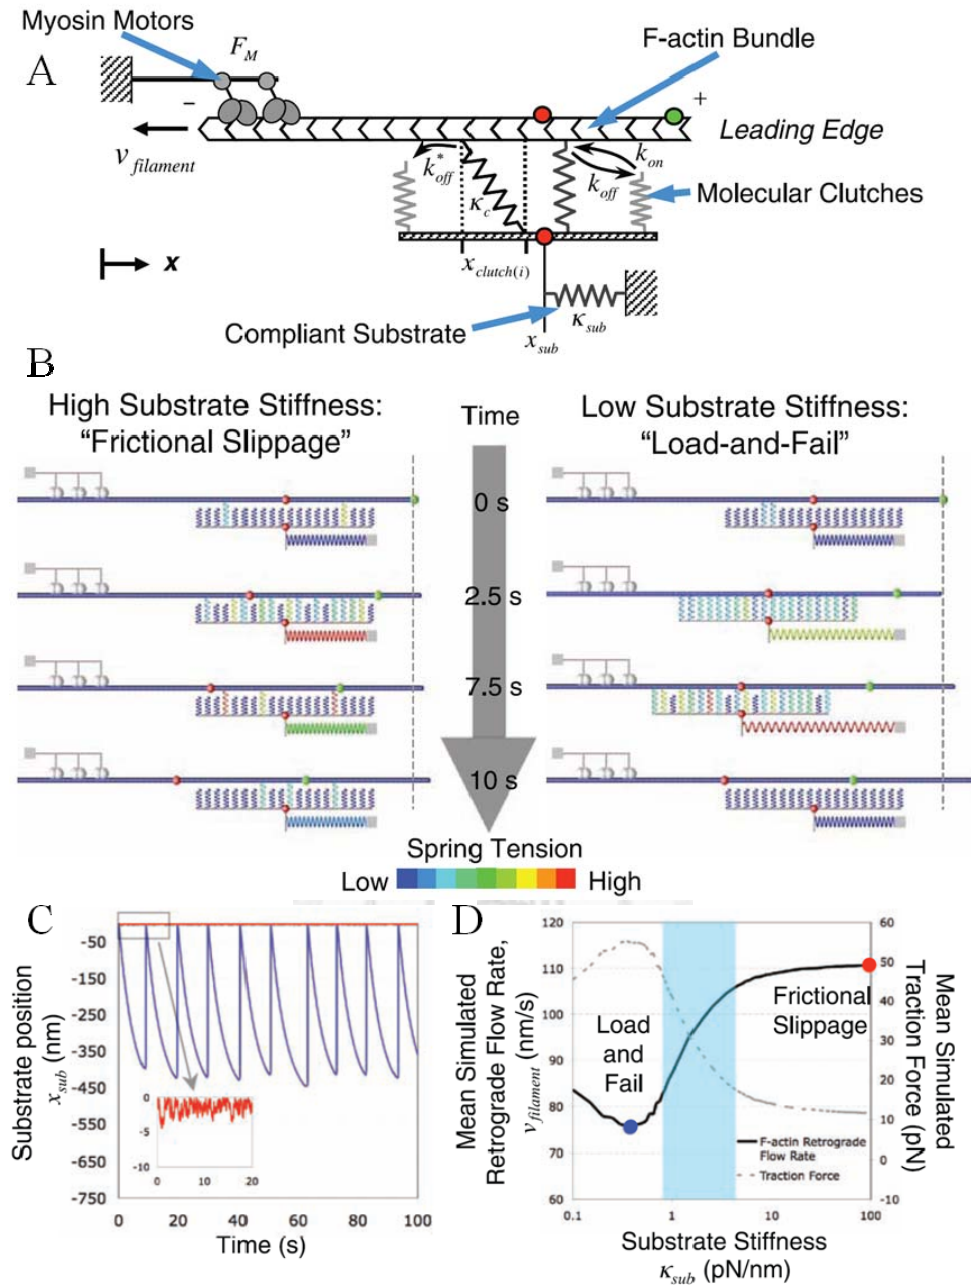 Myosin Motors
A
F_M
F-actin Bundle
−
+
Leading Edge
v_filament
k*_off
κ_c
k_on
k_off
Molecular Clutches
x
x_clutch(i)
Compliant Substrate
κ_sub
x_sub
B
High Substrate Stiffness:
“Frictional Slippage”
Time
Low Substrate Stiffness:
“Load-and-Fail”
0 s
2.5 s
7.5 s
10 s
Spring Tension
Low
High
C
Substrate position
x_sub (nm)
-50
-150
-250
-350
-450
-550
-650
-750
0
-5
-10
0 10 20
0 20 40 60 80 100
Time (s)
D
Mean Simulated
Retrograde Flow Rate,
v_filament (nm/s)
120
110
100
90
80
70
60
Load
and
Fail
Frictional
Slippage
F-actin Retrograde
Flow Rate
Traction Force
60
50
40
30
20
10
0
-10
Mean Simulated
Traction Force
(pN)
0.1 1 10 100
Substrate Stiffness
κ_sub (pN/nm)